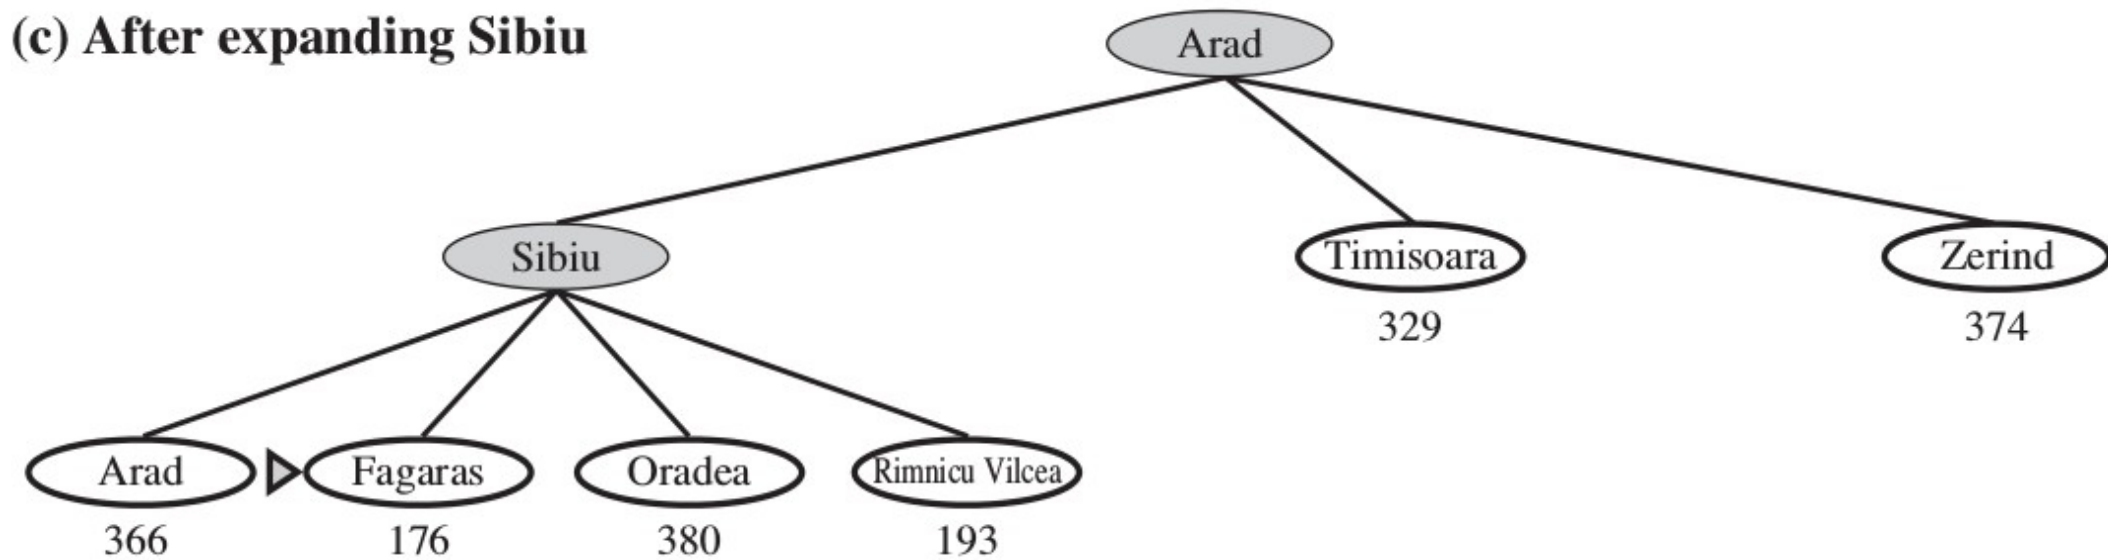 (c) After expanding Sibiu
Arad
Sibiu
Timisoara
Zerind
329
374
Arad
Fagaras
Oradea
Rimnicu Vilcea
366
176
380
193